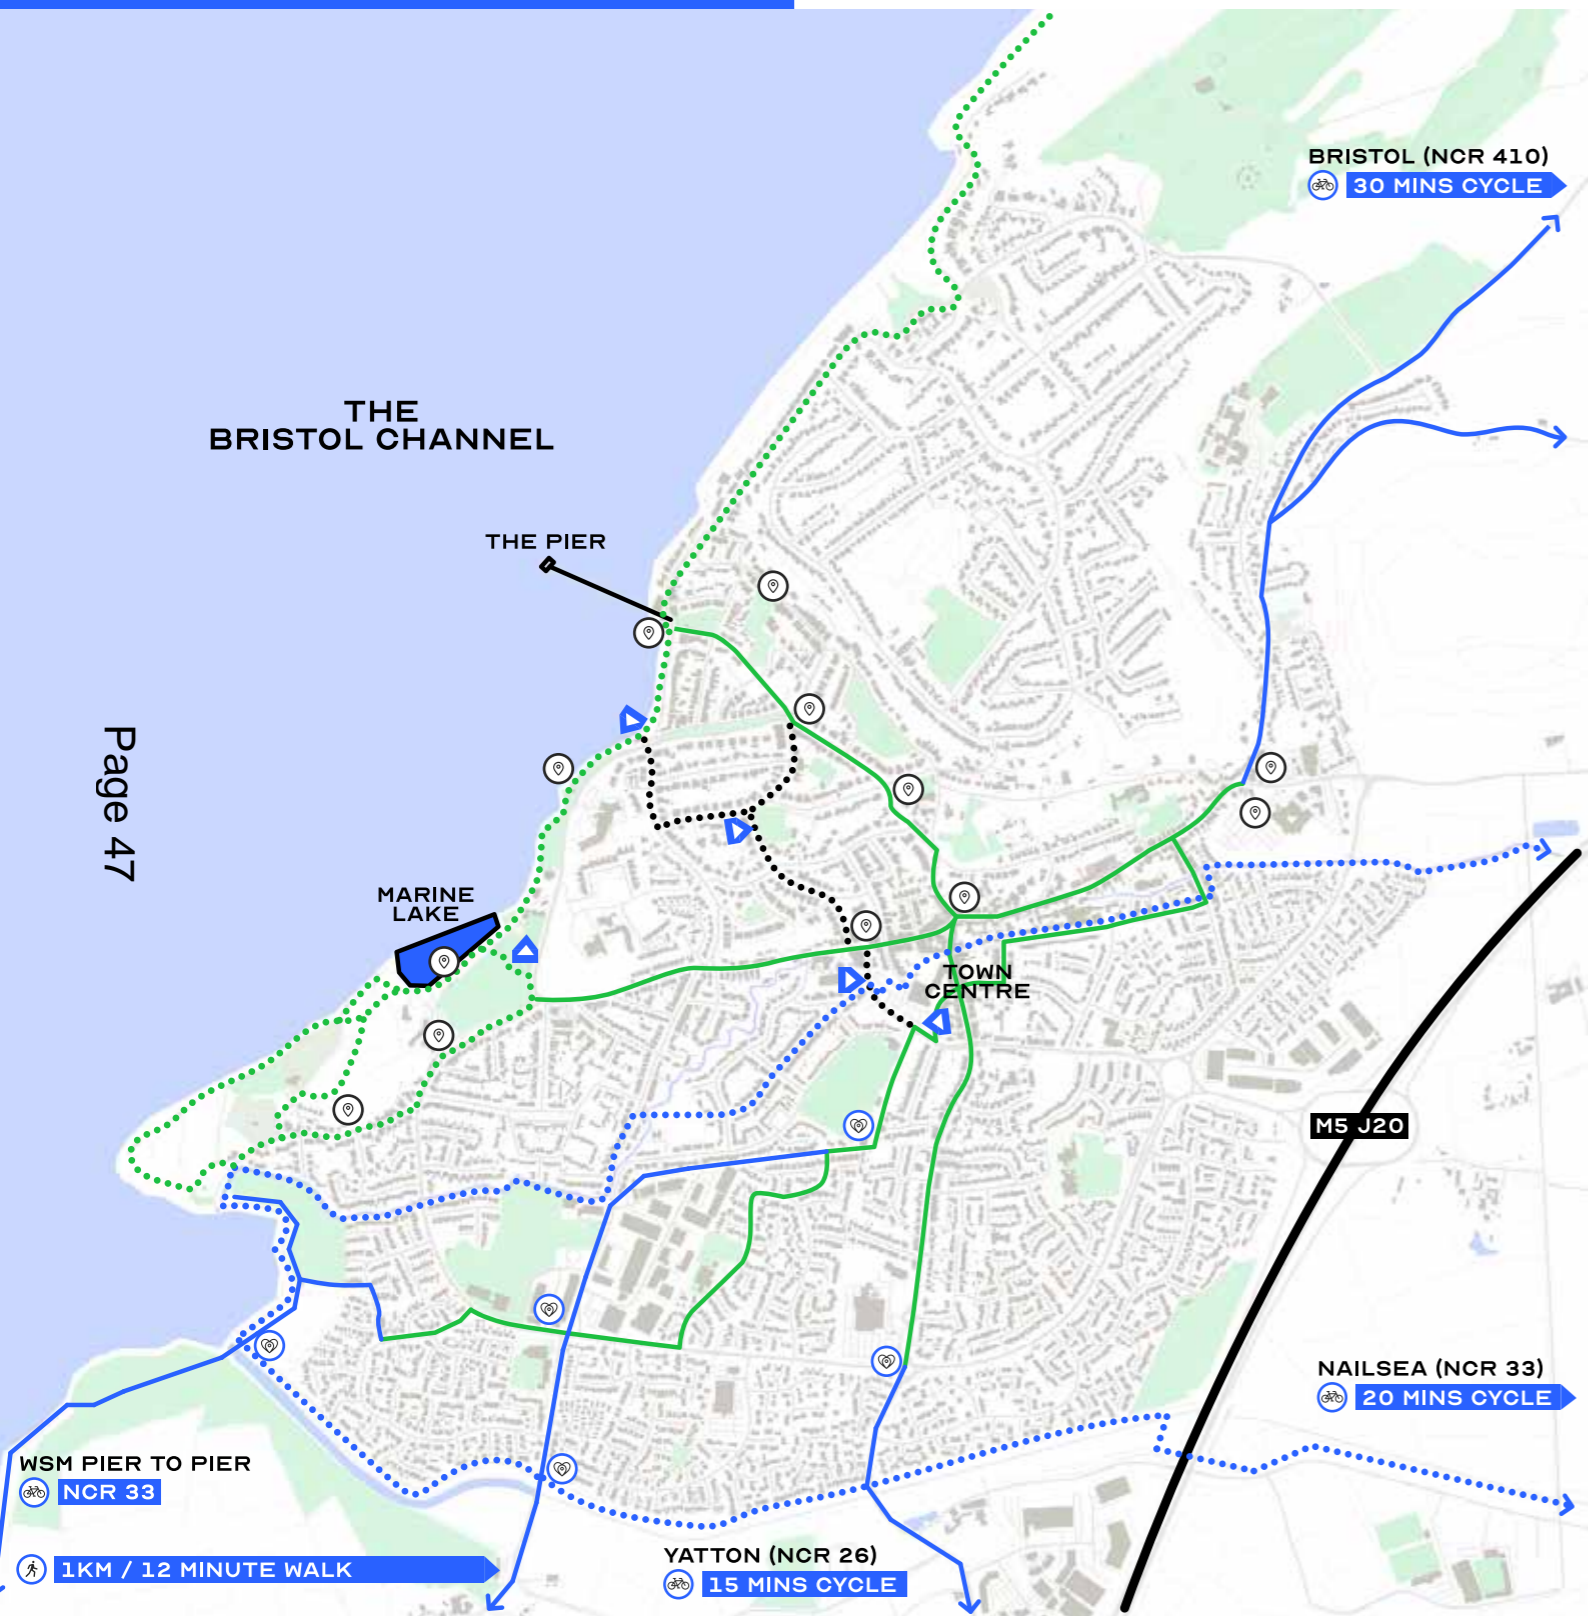 BRISTOL (NCR 410)
30 MINS CYCLE
THE
BRISTOL CHANNEL
THE PIER
Page 47
MARINE
LAKE
TOWN
CENTRE
M5 J20
NAILSEA (NCR 33)
20 MINS CYCLE
WSM PIER TO PIER
NCR 33
1KM / 12 MINUTE WALK
YATTON (NCR 26)
15 MINS CYCLE